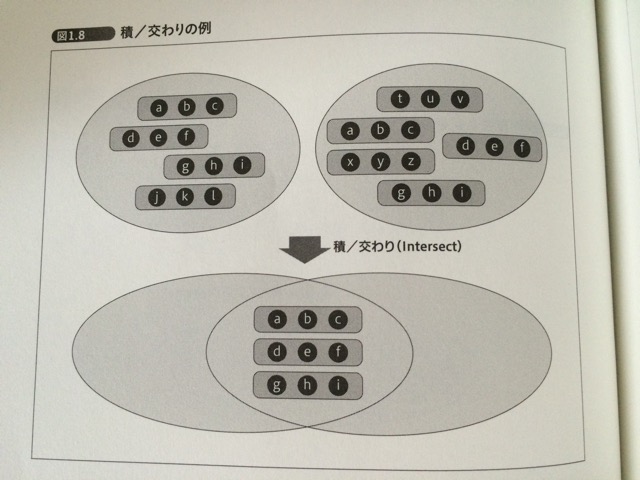 図1.8 積／交わりの例
a b c
d e f
g h i
j k l
t u v
a b c
d e f
x y z
g h i
積／交わり(Intersect)
a b c
d e f
g h i